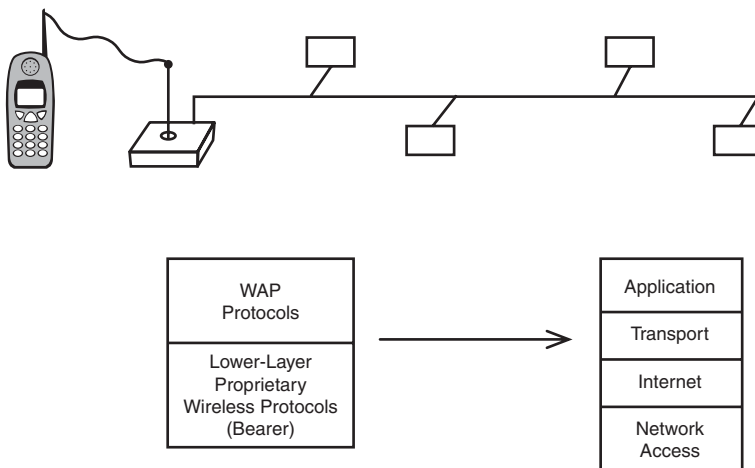 WAP
Protocols
Lower-Layer
Proprietary
Wireless Protocols
(Bearer)
Application
Transport
Internet
Network
Access